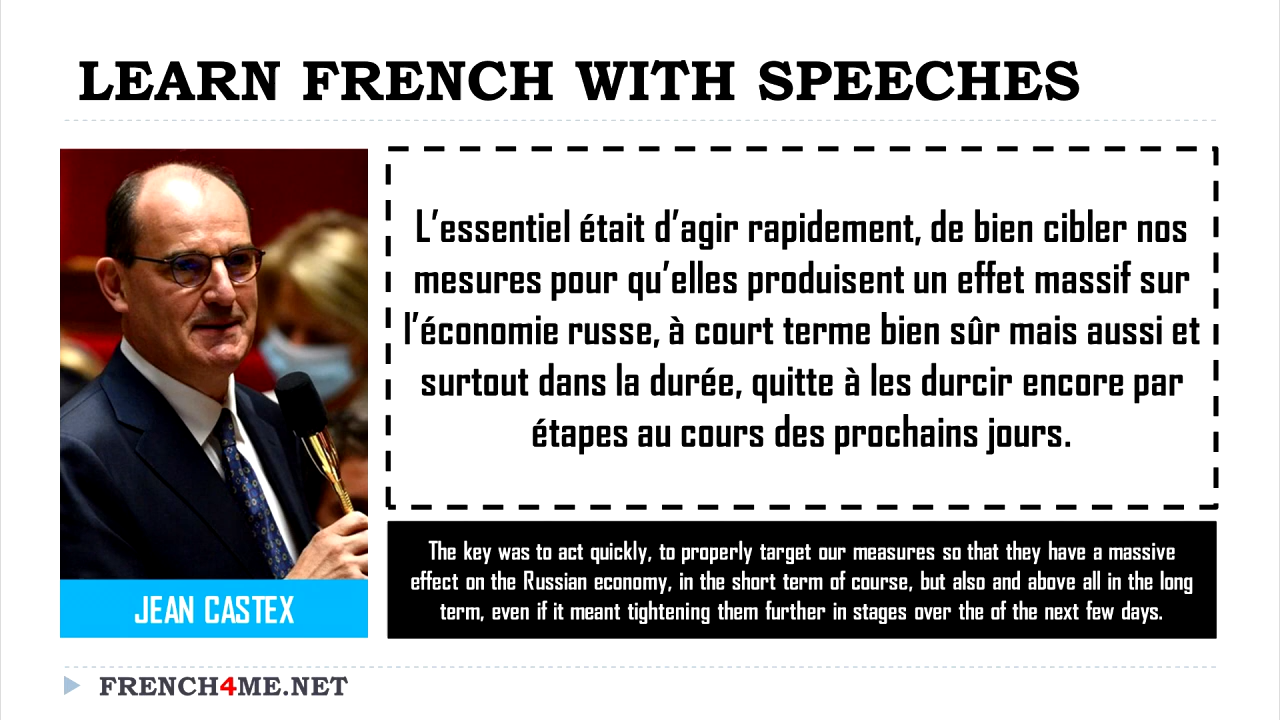 LEARN FRENCH WITH SPEECHES
L’essentiel était d’agir rapidement, de bien cibler nos
mesures pour qu’elles produisent un effet massif sur
l’économie russe, à court terme bien sûr mais aussi et
surtout dans la durée, quitte à les durcir encore par
étapes au cours des prochains jours.
The key was to act quickly, to properly target our measures so that they have a massive
effect on the Russian economy, in the short term of course, but also and above all in the long
term, even if it meant tightening them further in stages over the of the next few days.
JEAN CASTEX
FRENCH4ME.NET